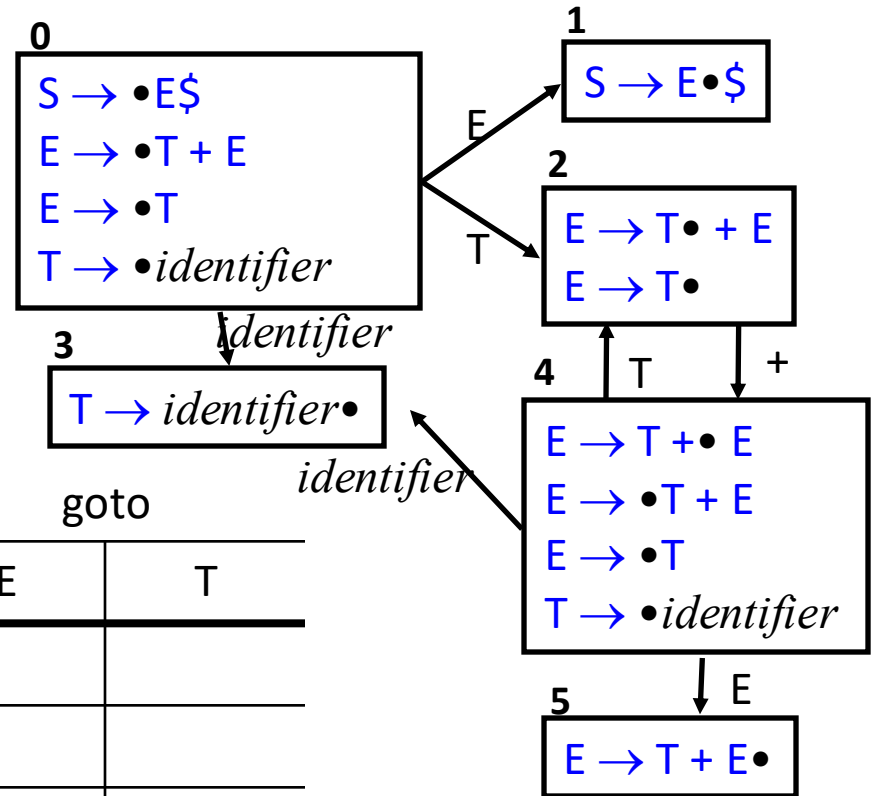 0
S → •E$
E → •T + E
E → •T
T → •identifier
E
1
S → E•$
T
2
E → T• + E
E → T•
identifier
3
T → identifier•
T
+
identifier
4
E → T +• E
E → •T + E
E → •T
T → •identifier
E
5
E → T + E•
goto
E T